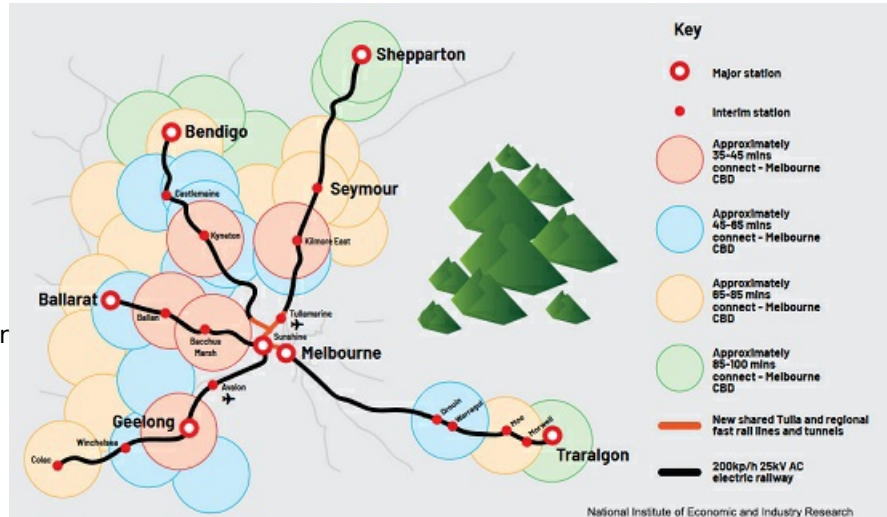 Shepparton
Bendigo
Castlemaine
Seymour
Kyneton
Kilmore East
Ballarat
Ballan
Tullamarine
Bacchus
Marsh
Sunshine
Melbourne
Avalon
Geelong
Winchelsea
Colac
Drouin
Warragul
Moe
Morwell
Traralgon
Key
Major station
Interim station
Approximately
35-45 mins
connect - Melbourne
CBD
Approximately
45-65 mins
connect - Melbourne
CBD
Approximately
65-85 mins
connect - Melbourne
CBD
Approximately
85-100 mins
connect - Melbourne
CBD
New shared Tulla and regional
fast rail lines and tunnels
200kp/h 25kV AC
electric railway
National Institute of Economic and Industry Research